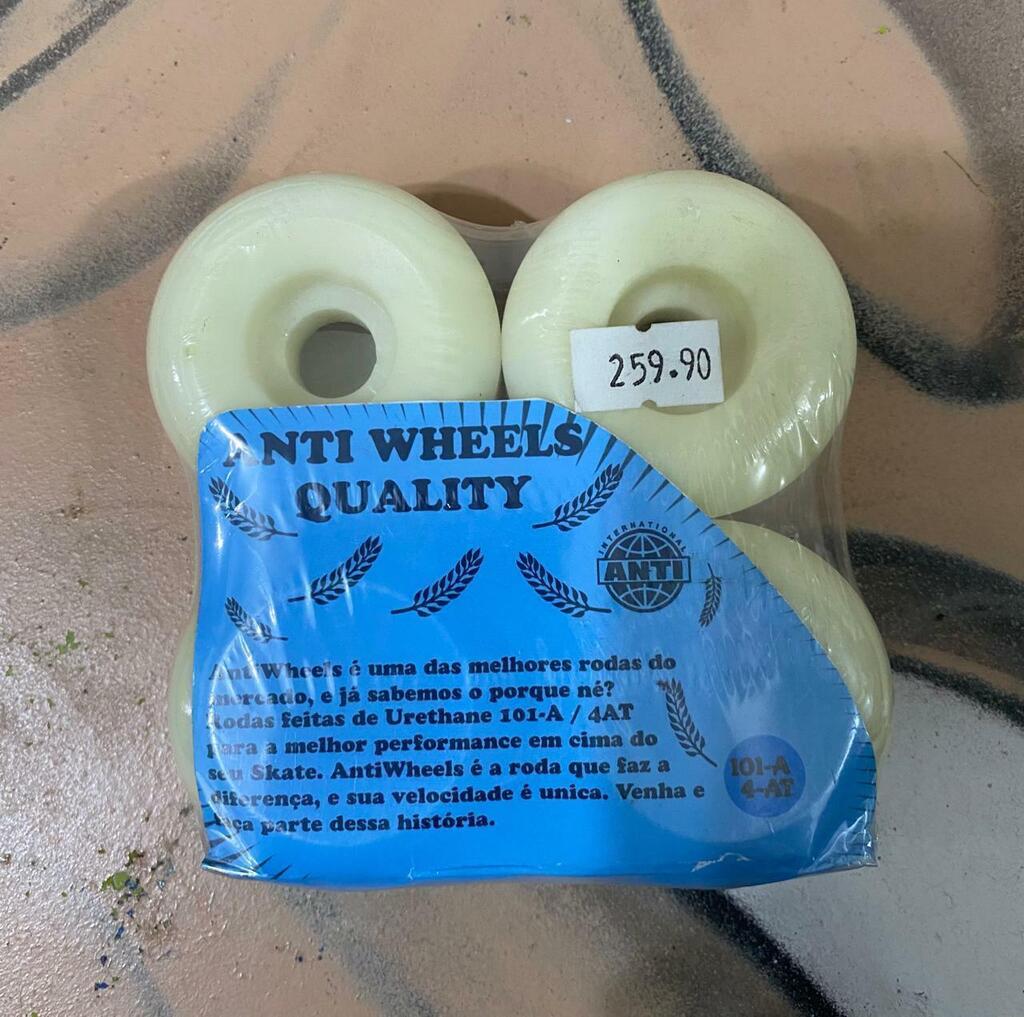 259.90
ANTI WHEELS
QUALITY
INTERNATIONAL
ANTI
AntiWheels é uma das melhores rodas do
mercado, e já sabemos o porque né?
Rodas feitas de Urethane 101-A / 4AT
para a melhor performance em cima do
seu Skate. AntiWheels é a roda que faz a
diferença, e sua velocidade é unica. Venha e
faça parte dessa história.
101-A
4-AT